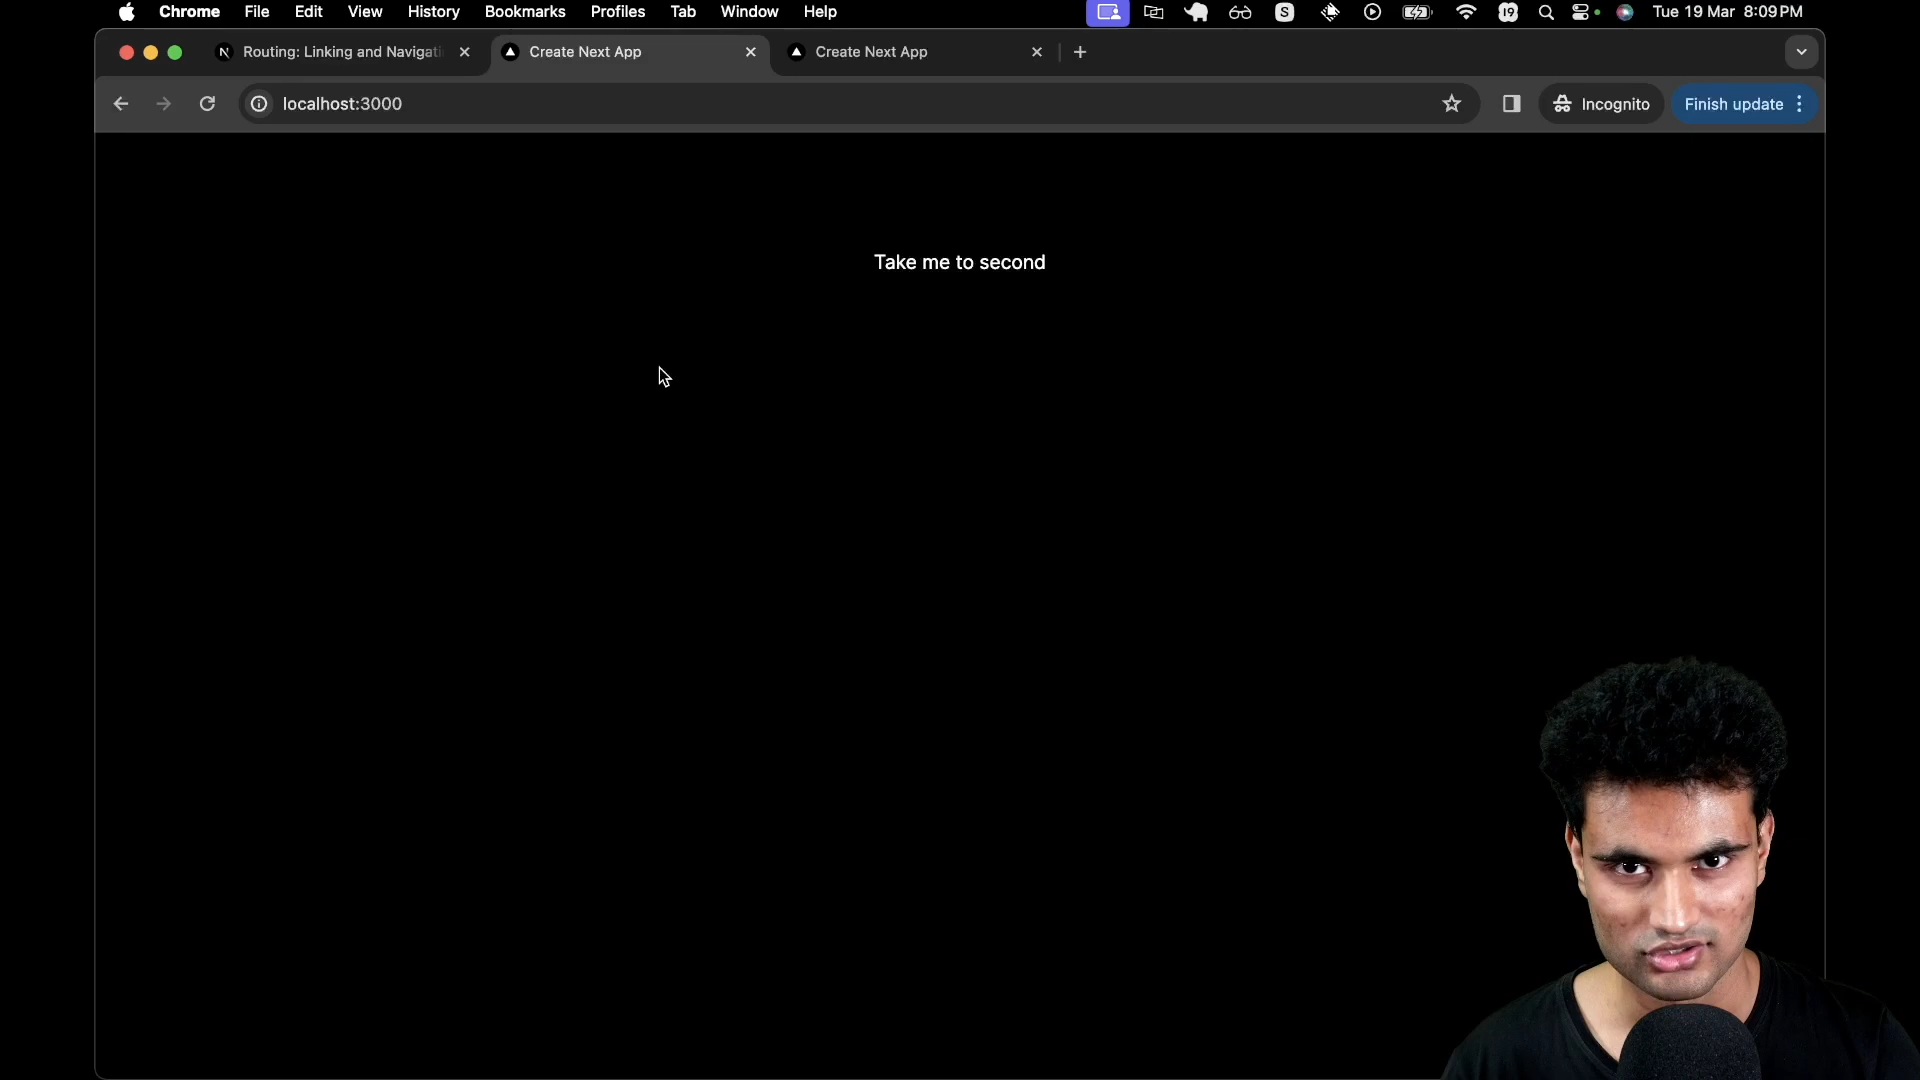 Chrome File Edit View History Bookmarks Profiles Tab Window Help S 19 Tue 19 Mar 8:09 PM
N Routing: Linking and Navigati Create Next App Create Next App
localhost:3000 Incognito Finish update
Take me to second